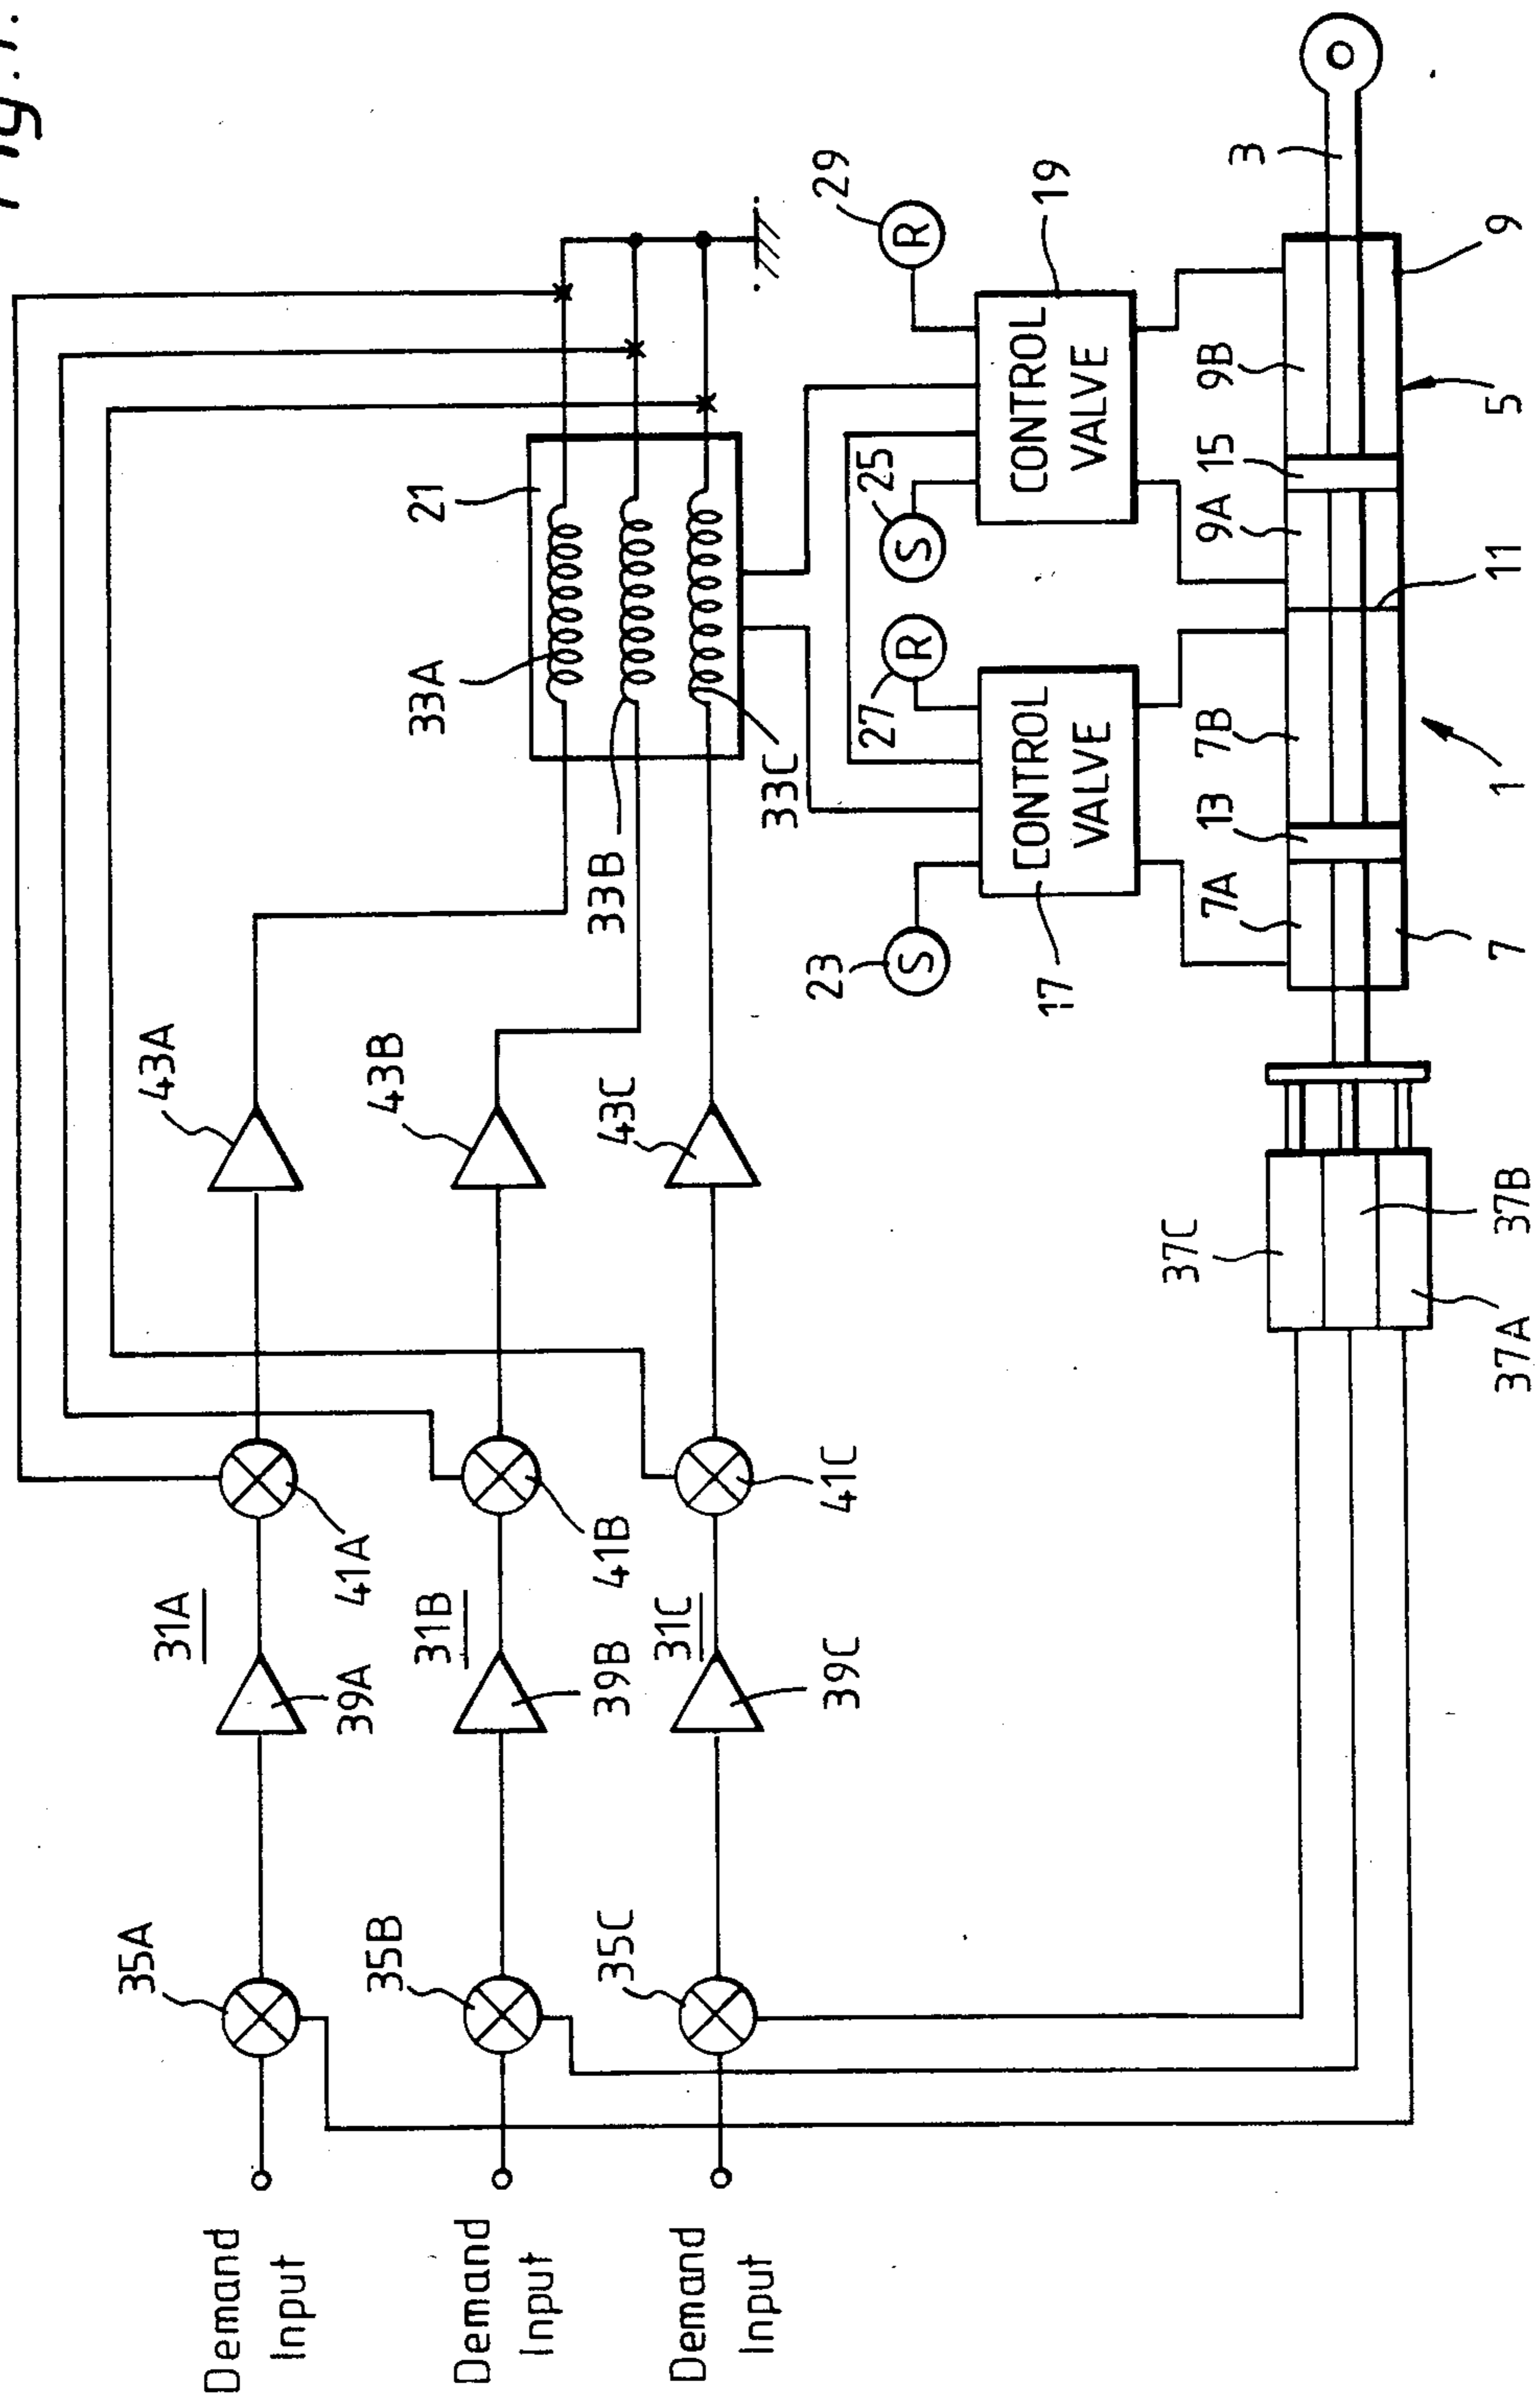 Fig.1.
43A
21
33A
29
R
19
43B
33B
33C
43C
23
S
27
R
25
S
17
CONTROL
VALVE
CONTROL
VALVE
3
35A
39A
31A
41A
35B
39B
31B
41B
35C
39C
31C
41C
Demand
Input
Demand
Input
Demand
Input
37C
37A
37B
7A
13
7B
9A
15
9B
7
1
11
5
9